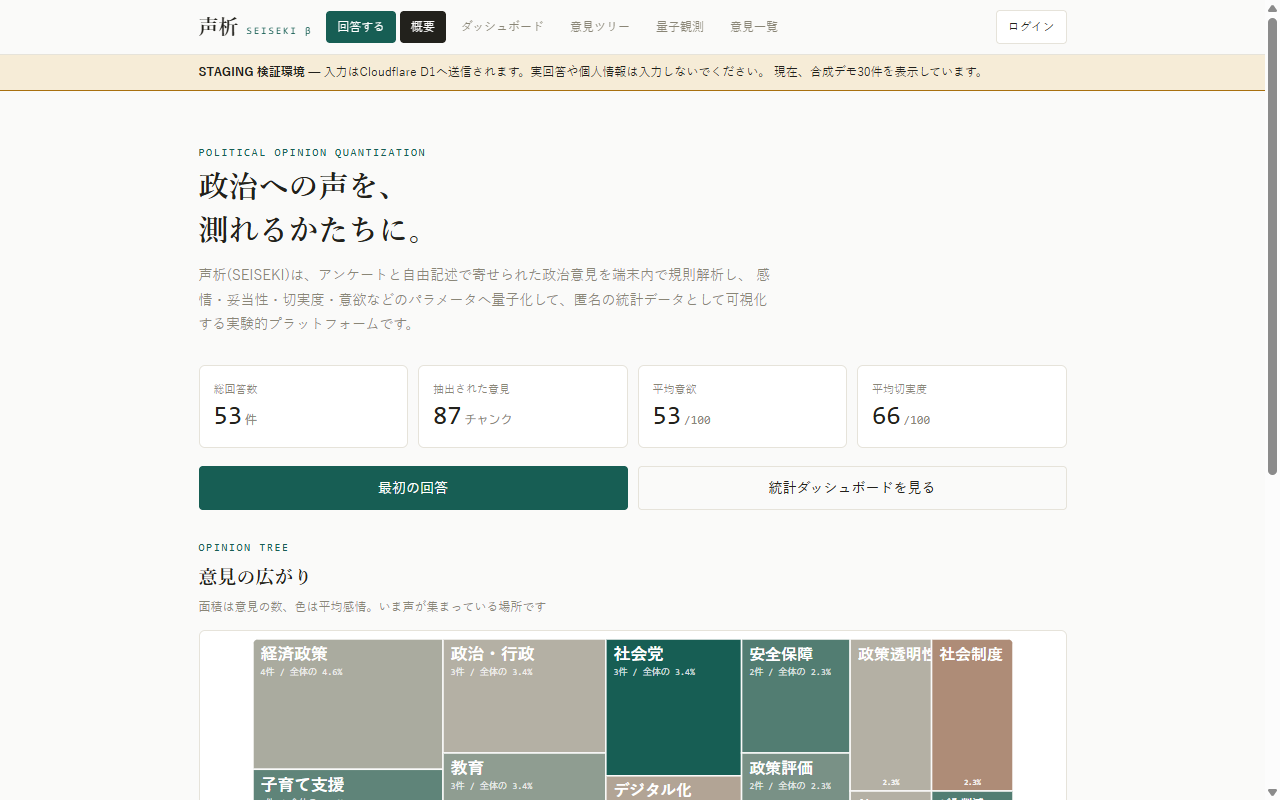 声析 SEISEKI β 回答する 概要 ダッシュボード 意見ツリー 量子観測 意見一覧 ログイン
STAGING 検証環境 — 入力はCloudflare D1へ送信されます。実回答や個人情報は入力しないでください。 現在、合成デモ30件を表示しています。
POLITICAL OPINION QUANTIZATION
政治への声を、
測れるかたちに。
声析(SEISEKI)は、アンケートと自由記述で寄せられた政治意見を端末内で規則解析し、 感
情・妥当性・切実度・意欲などのパラメータへ量子化して、匿名の統計データとして可視化
する実験的プラットフォームです。
総回答数 抽出された意見 平均意欲 平均切実度
53 件 87 チャンク 53 /100 66 /100
最初の回答 統計ダッシュボードを見る
OPINION TREE
意見の広がり
面積は意見の数、色は平均感情。いま声が集まっている場所です
経済政策 政治・行政 社会党 安全保障 政策透明性 社会制度
4件 / 全体の 4.6% 3件 / 全体の 3.4% 3件 / 全体の 3.4% 2件 / 全体の 2.3%
教育 政策評価
子育て支援 3件 / 全体の 3.4% デジタル化 2件 / 全体の 2.3% 2.3% 2.3%